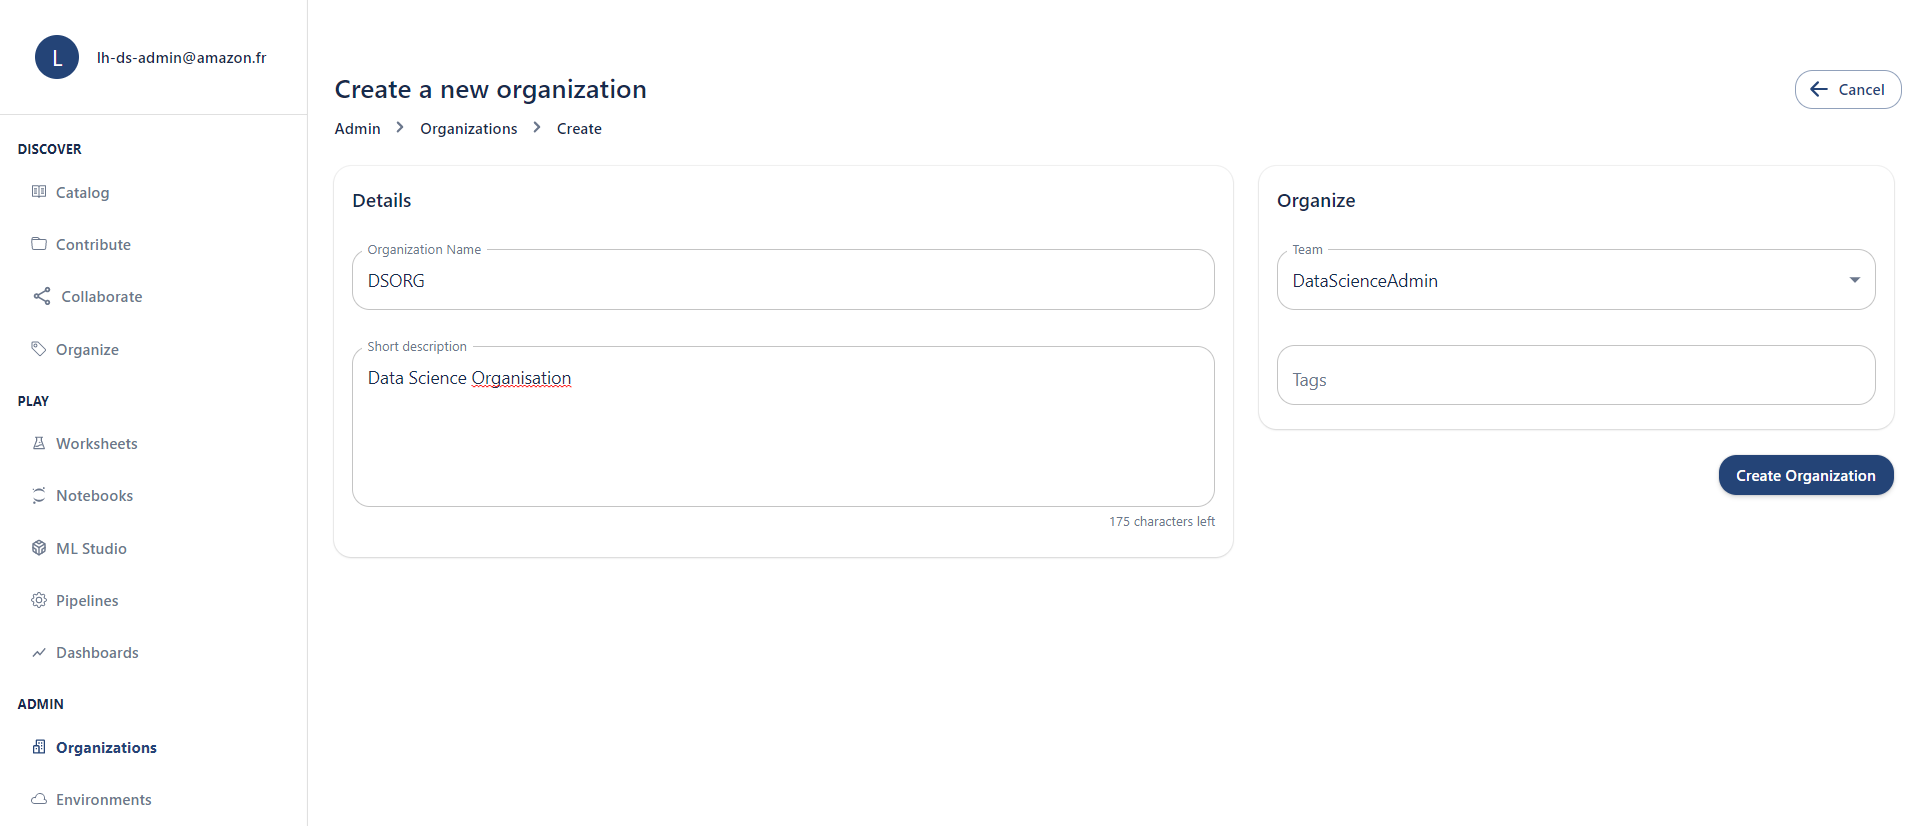 L
lh-ds-admin@amazon.fr
DISCOVER
Catalog
Contribute
Collaborate
Organize
PLAY
Worksheets
Notebooks
ML Studio
Pipelines
Dashboards
ADMIN
Organizations
Environments
Create a new organization
Cancel
Admin > Organizations > Create
Details
Organization Name
DSORG
Short description
Data Science Organisation
175 characters left
Organize
Team
DataScienceAdmin
Tags
Create Organization